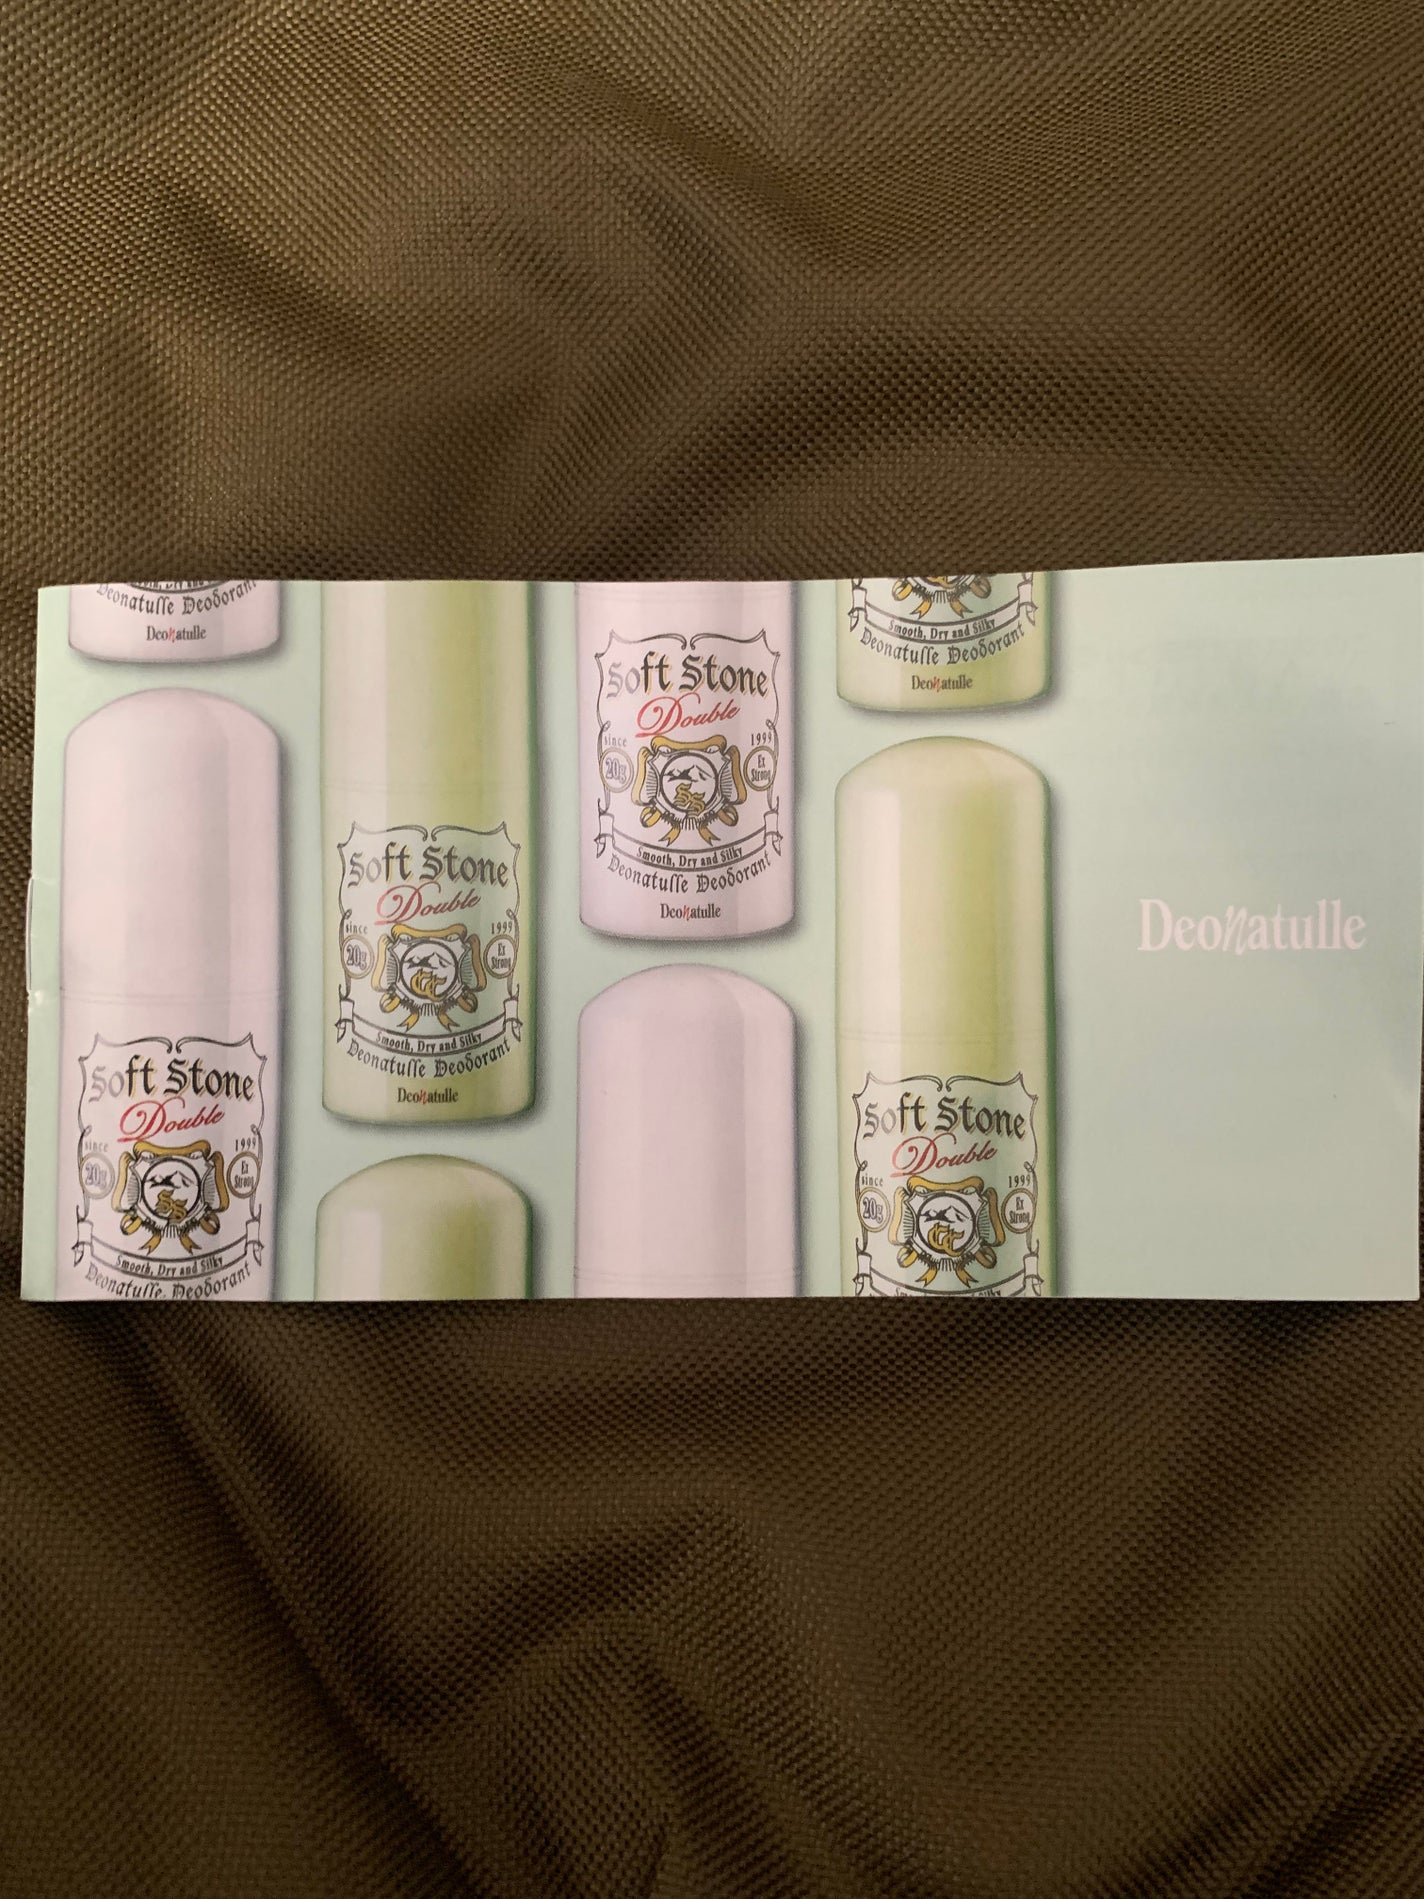 Deonatulle Deodorant
Deonatulle
Soft Stone
Double
since 1999
20g
Ex
Strong
SS
Smooth, Dry and Silky
Deonatulle Deodorant
Soft Stone
Double
since 1999
20g
Ex
Strong
Smooth, Dry and Silky
Deonatulle Deodorant
Deonatulle
Soft Stone
Double
since 1999
20g
Ex
Strong
SS
Smooth, Dry and Silky
Deonatulle Deodorant
Deonatulle
Smooth, Dry and Silky
Deonatulle Deodorant
Deonatulle
Soft Stone
Double
since 1999
20g
Ex
Strong
Deonatulle